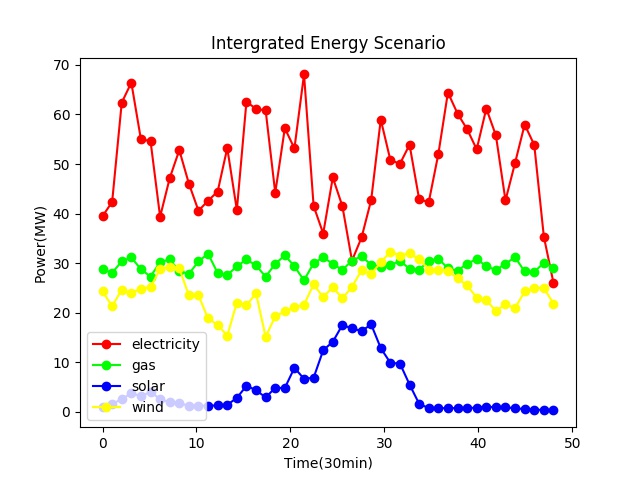 Intergrated Energy Scenario
Power(MW)
70
60
50
40
30
20
10
0
electricity
gas
solar
wind
0 10 20 30 40 50
Time(30min)